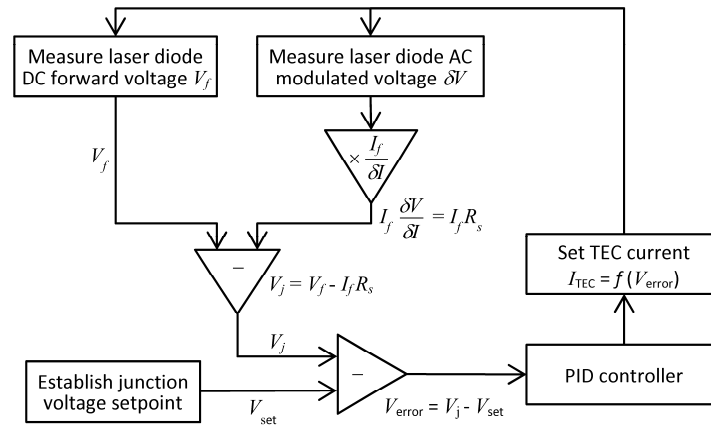 Measure laser diode
DC forward voltage V_f
Measure laser diode AC
modulated voltage δV
V_f
× I_f / δI
I_f δV / δI = I_f R_s
–
V_j = V_f - I_f R_s
Set TEC current
I_TEC = f (V_error)
V_j
–
Establish junction
voltage setpoint
V_set
V_error = V_j - V_set
PID controller